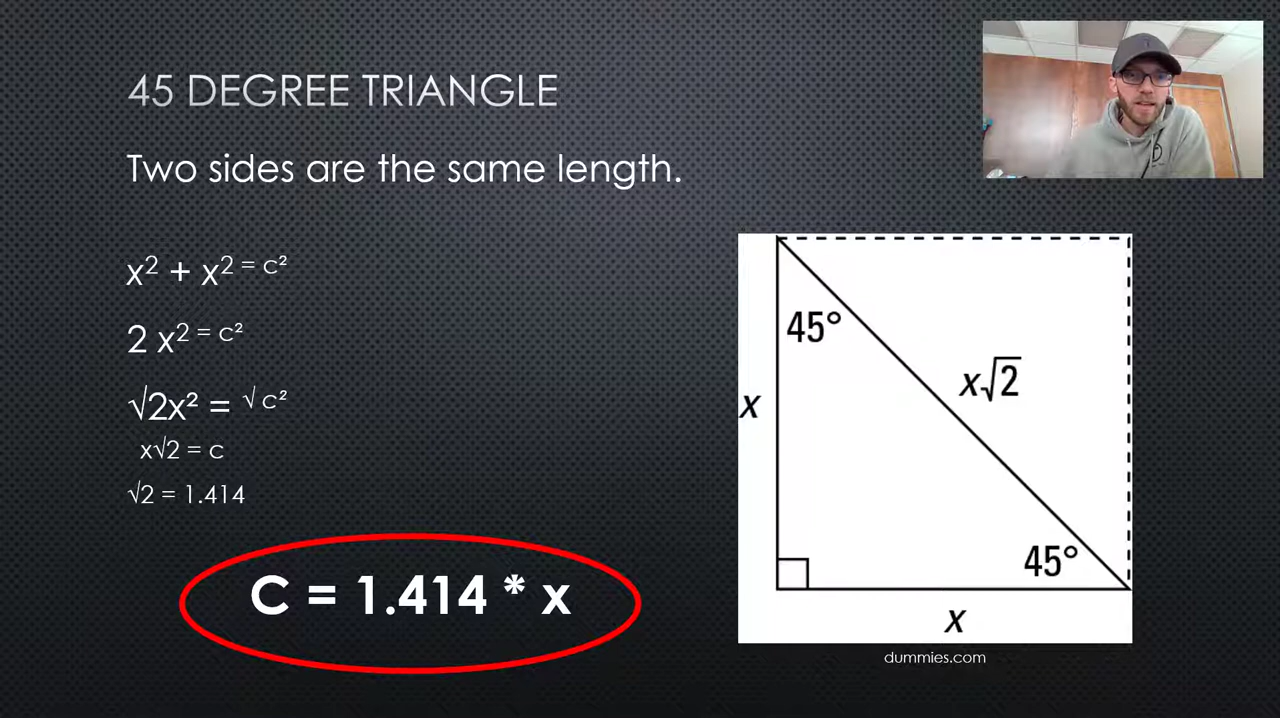 45 DEGREE TRIANGLE
Two sides are the same length.
x² + x² = c²
2 x² = c²
√2x² = √ c²
x√2 = c
√2 = 1.414
C = 1.414 * x
45°
x√2
x
45°
x
dummies.com